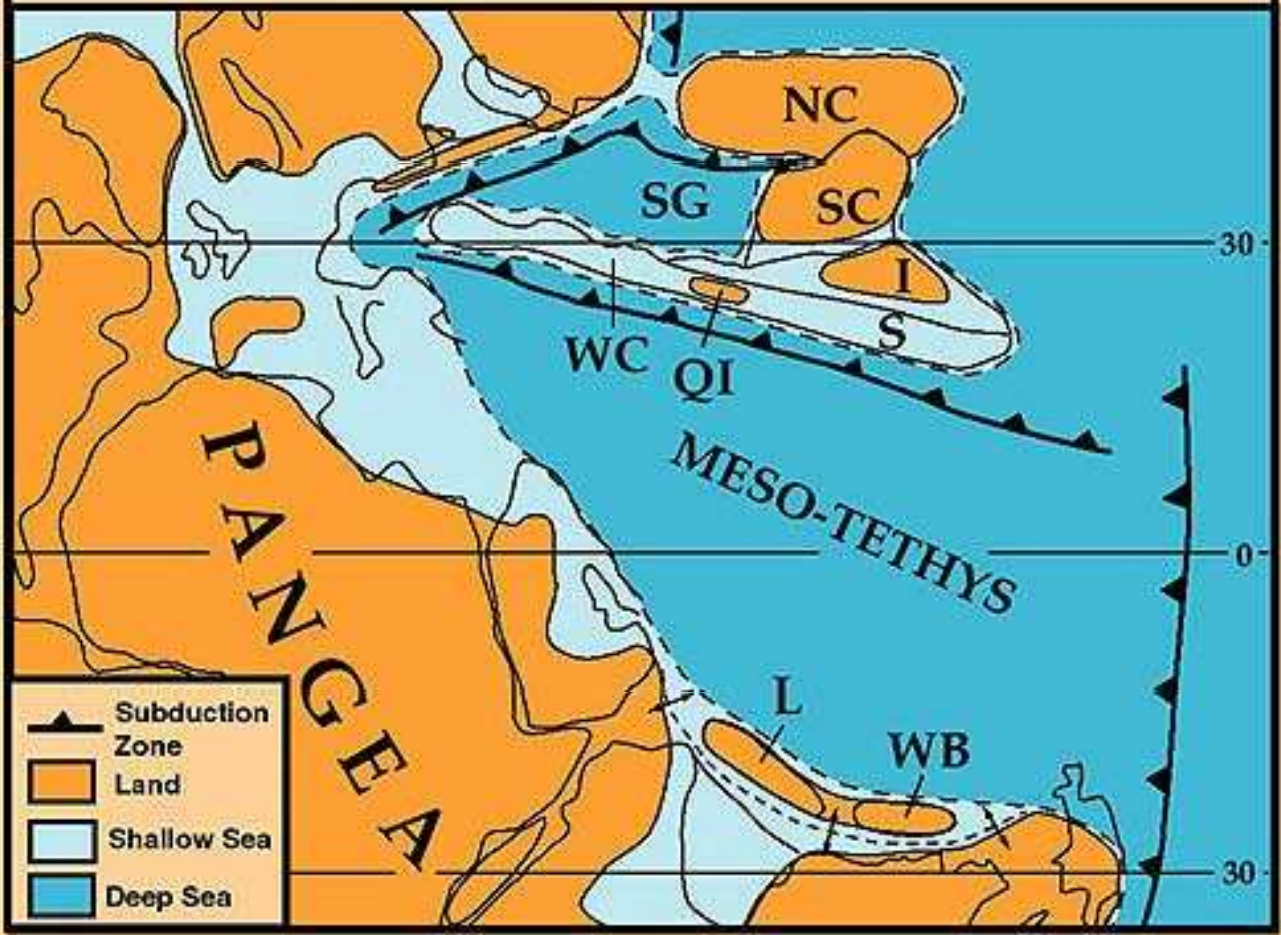 NC
SG
SC
30
I
S
WC
QI
PANGEA
MESO-TETHYS
0
L
WB
30
Subduction
Zone
Land
Shallow Sea
Deep Sea